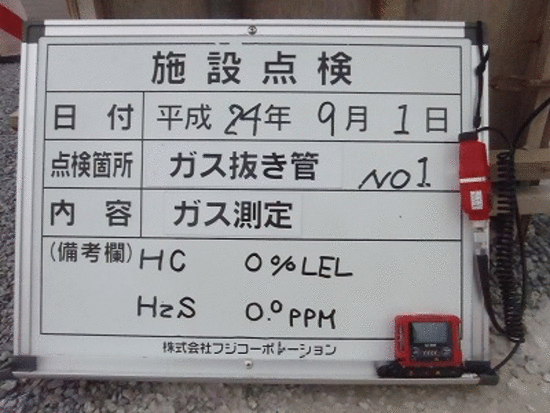 施設点検
日付 平成 24年 9月 1日
点検箇所 ガス抜き管 NO1
内容 ガス測定
(備考欄) HC 0%LEL
H2S 0.0PPM
株式会社フジコーポレーション